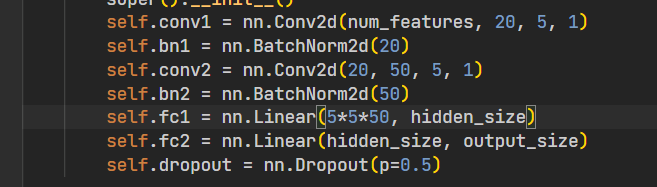 super().__init__()
self.conv1 = nn.Conv2d(num_features, 20, 5, 1)
self.bn1 = nn.BatchNorm2d(20)
self.conv2 = nn.Conv2d(20, 50, 5, 1)
self.bn2 = nn.BatchNorm2d(50)
self.fc1 = nn.Linear(5*5*50, hidden_size)
self.fc2 = nn.Linear(hidden_size, output_size)
self.dropout = nn.Dropout(p=0.5)